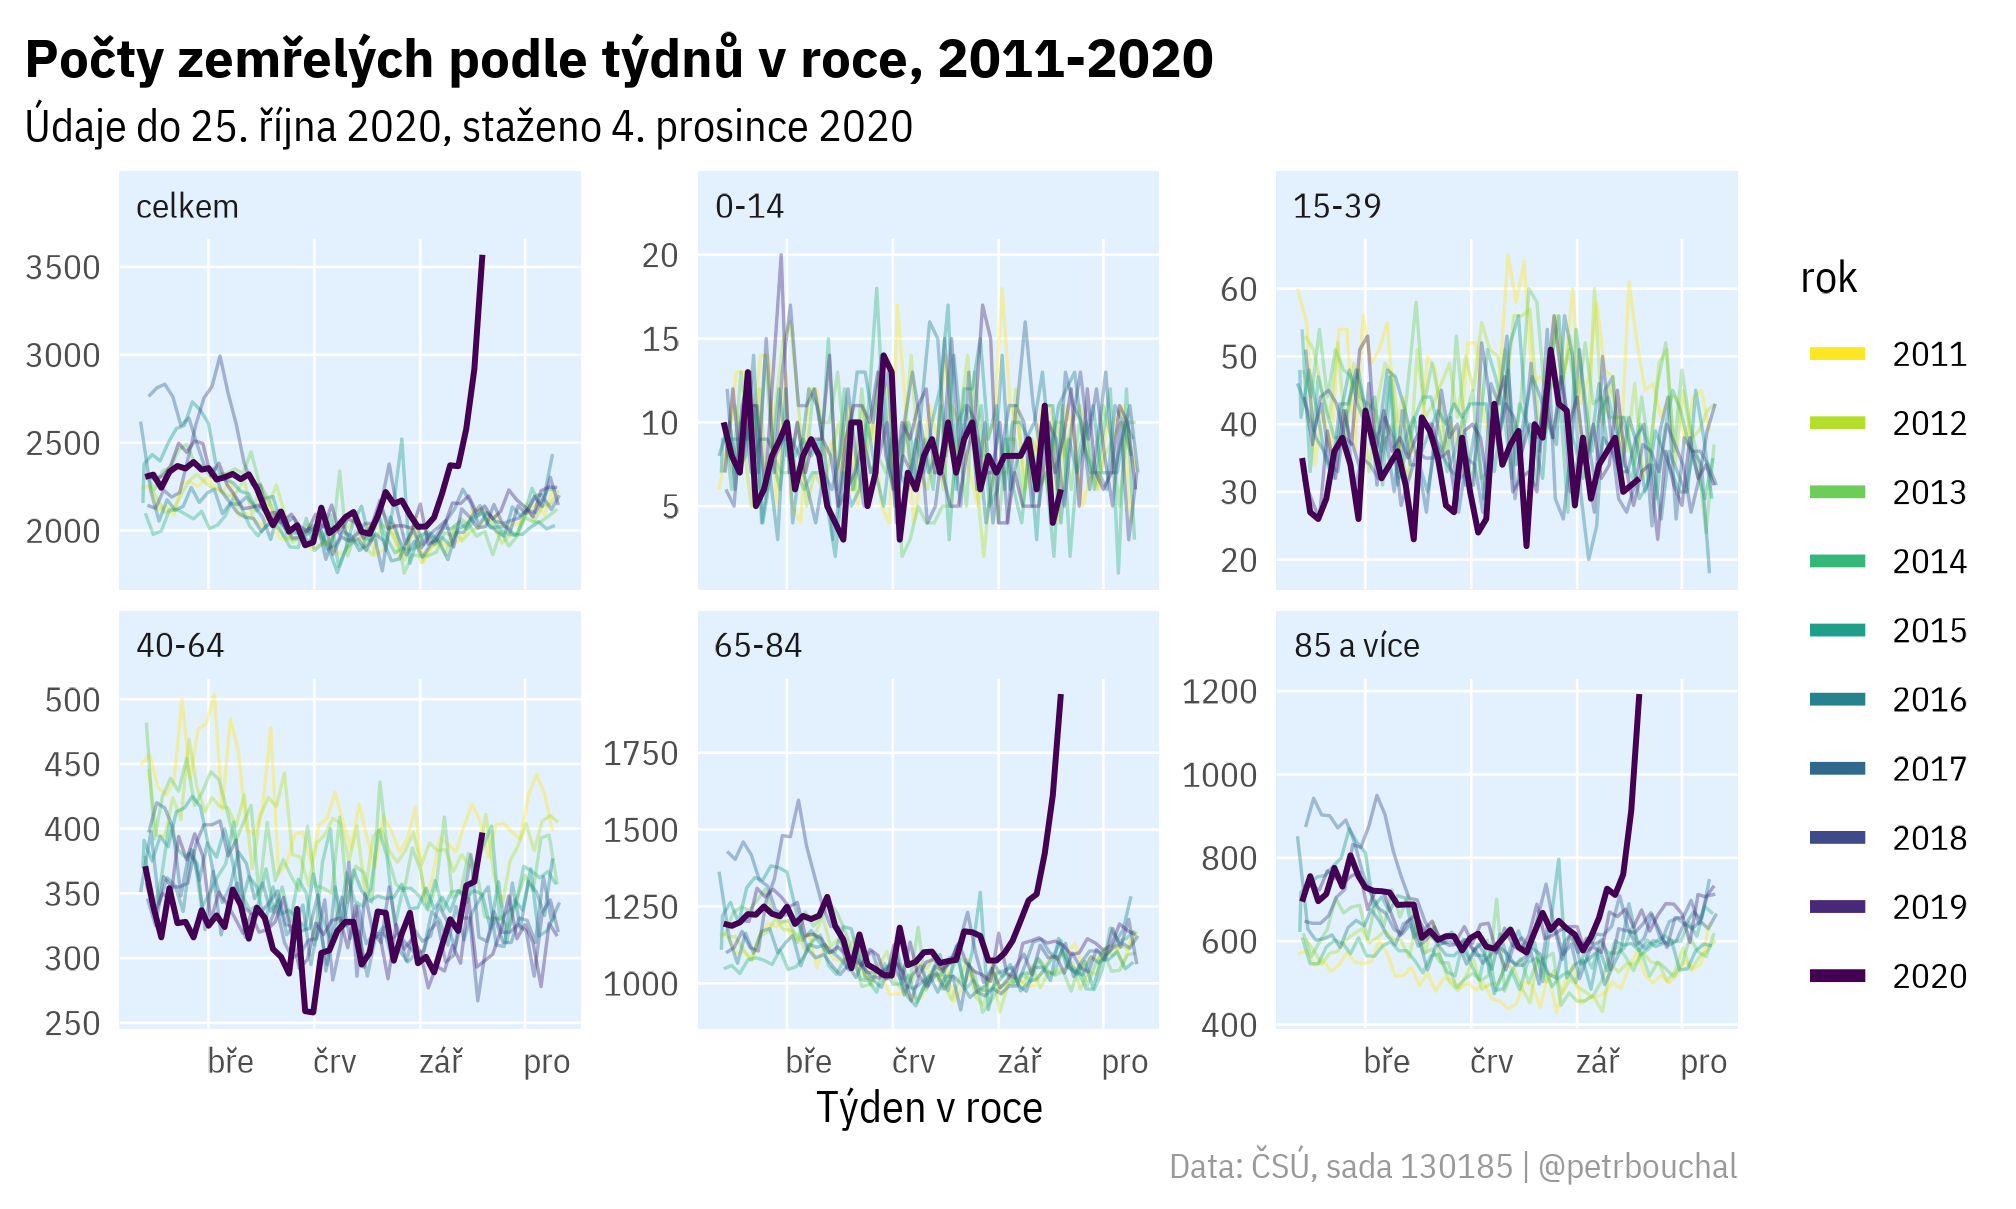 Počty zemřelých podle týdnů v roce, 2011-2020
Údaje do 25. října 2020, staženo 4. prosince 2020
celkem
3500
3000
2500
2000
0-14
20
15
10
5
15-39
60
50
40
30
20
40-64
500
450
400
350
300
250
bře
črv
zář
pro
65-84
1750
1500
1250
1000
bře
črv
zář
pro
85 a více
1200
1000
800
600
400
bře
črv
zář
pro
Týden v roce
rok
2011
2012
2013
2014
2015
2016
2017
2018
2019
2020
Data: ČSÚ, sada 130185 | @petrbouchal